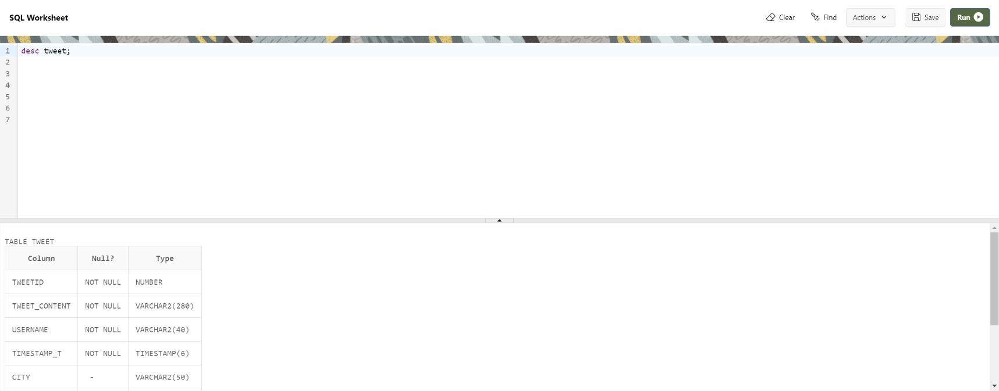 SQL Worksheet
Clear
Find
Actions
Save
Run
1 desc tweet;
2
3
4
5
6
7
TABLE TWEET
Column Null? Type
TWEETID NOT NULL NUMBER
TWEET_CONTENT NOT NULL VARCHAR2(280)
USERNAME NOT NULL VARCHAR2(40)
TIMESTAMP_T NOT NULL TIMESTAMP(6)
CITY - VARCHAR2(50)